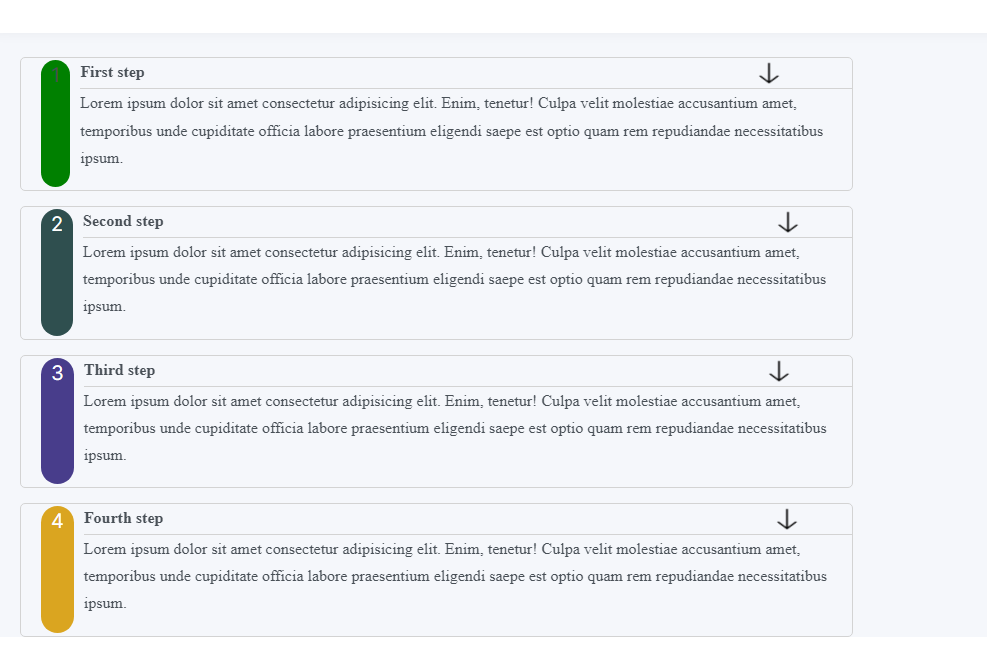 1 First step
Lorem ipsum dolor sit amet consectetur adipisicing elit. Enim, tenetur! Culpa velit molestiae accusantium amet,
temporibus unde cupiditate officia labore praesentium eligendi saepe est optio quam rem repudiandae necessitatibus
ipsum.
2 Second step
Lorem ipsum dolor sit amet consectetur adipisicing elit. Enim, tenetur! Culpa velit molestiae accusantium amet,
temporibus unde cupiditate officia labore praesentium eligendi saepe est optio quam rem repudiandae necessitatibus
ipsum.
3 Third step
Lorem ipsum dolor sit amet consectetur adipisicing elit. Enim, tenetur! Culpa velit molestiae accusantium amet,
temporibus unde cupiditate officia labore praesentium eligendi saepe est optio quam rem repudiandae necessitatibus
ipsum.
4 Fourth step
Lorem ipsum dolor sit amet consectetur adipisicing elit. Enim, tenetur! Culpa velit molestiae accusantium amet,
temporibus unde cupiditate officia labore praesentium eligendi saepe est optio quam rem repudiandae necessitatibus
ipsum.